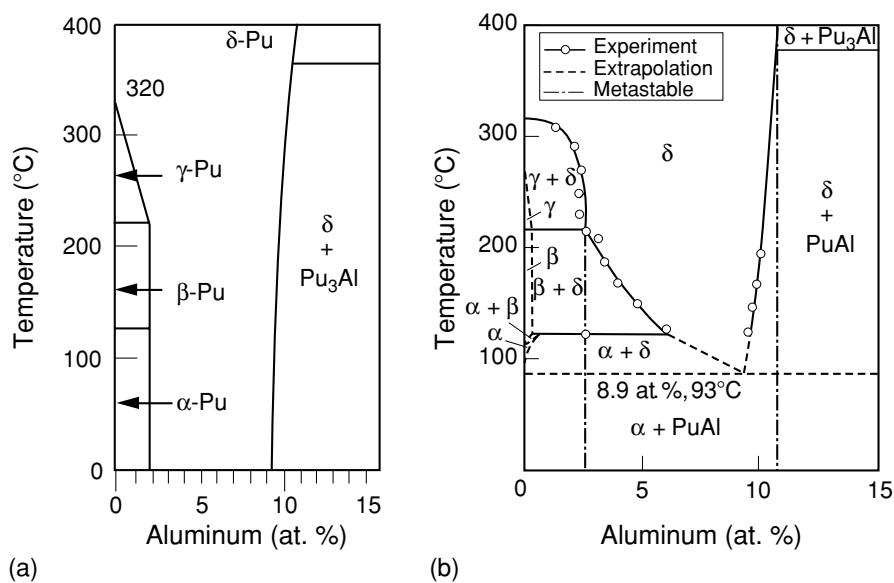 (a)
400
300
200
100
0
Temperature (°C)
δ-Pu
320
γ-Pu
β-Pu
α-Pu
δ
+
Pu₃Al
0
5
10
15
Aluminum (at. %)
(b)
400
300
200
100
0
Temperature (°C)
Experiment
Extrapolation
Metastable
δ + Pu₃Al
δ
γ + δ
γ
β
β + δ
α + β
α
α + δ
δ
+
PuAl
8.9 at.%, 93°C
α + PuAl
0
5
10
15
Aluminum (at. %)